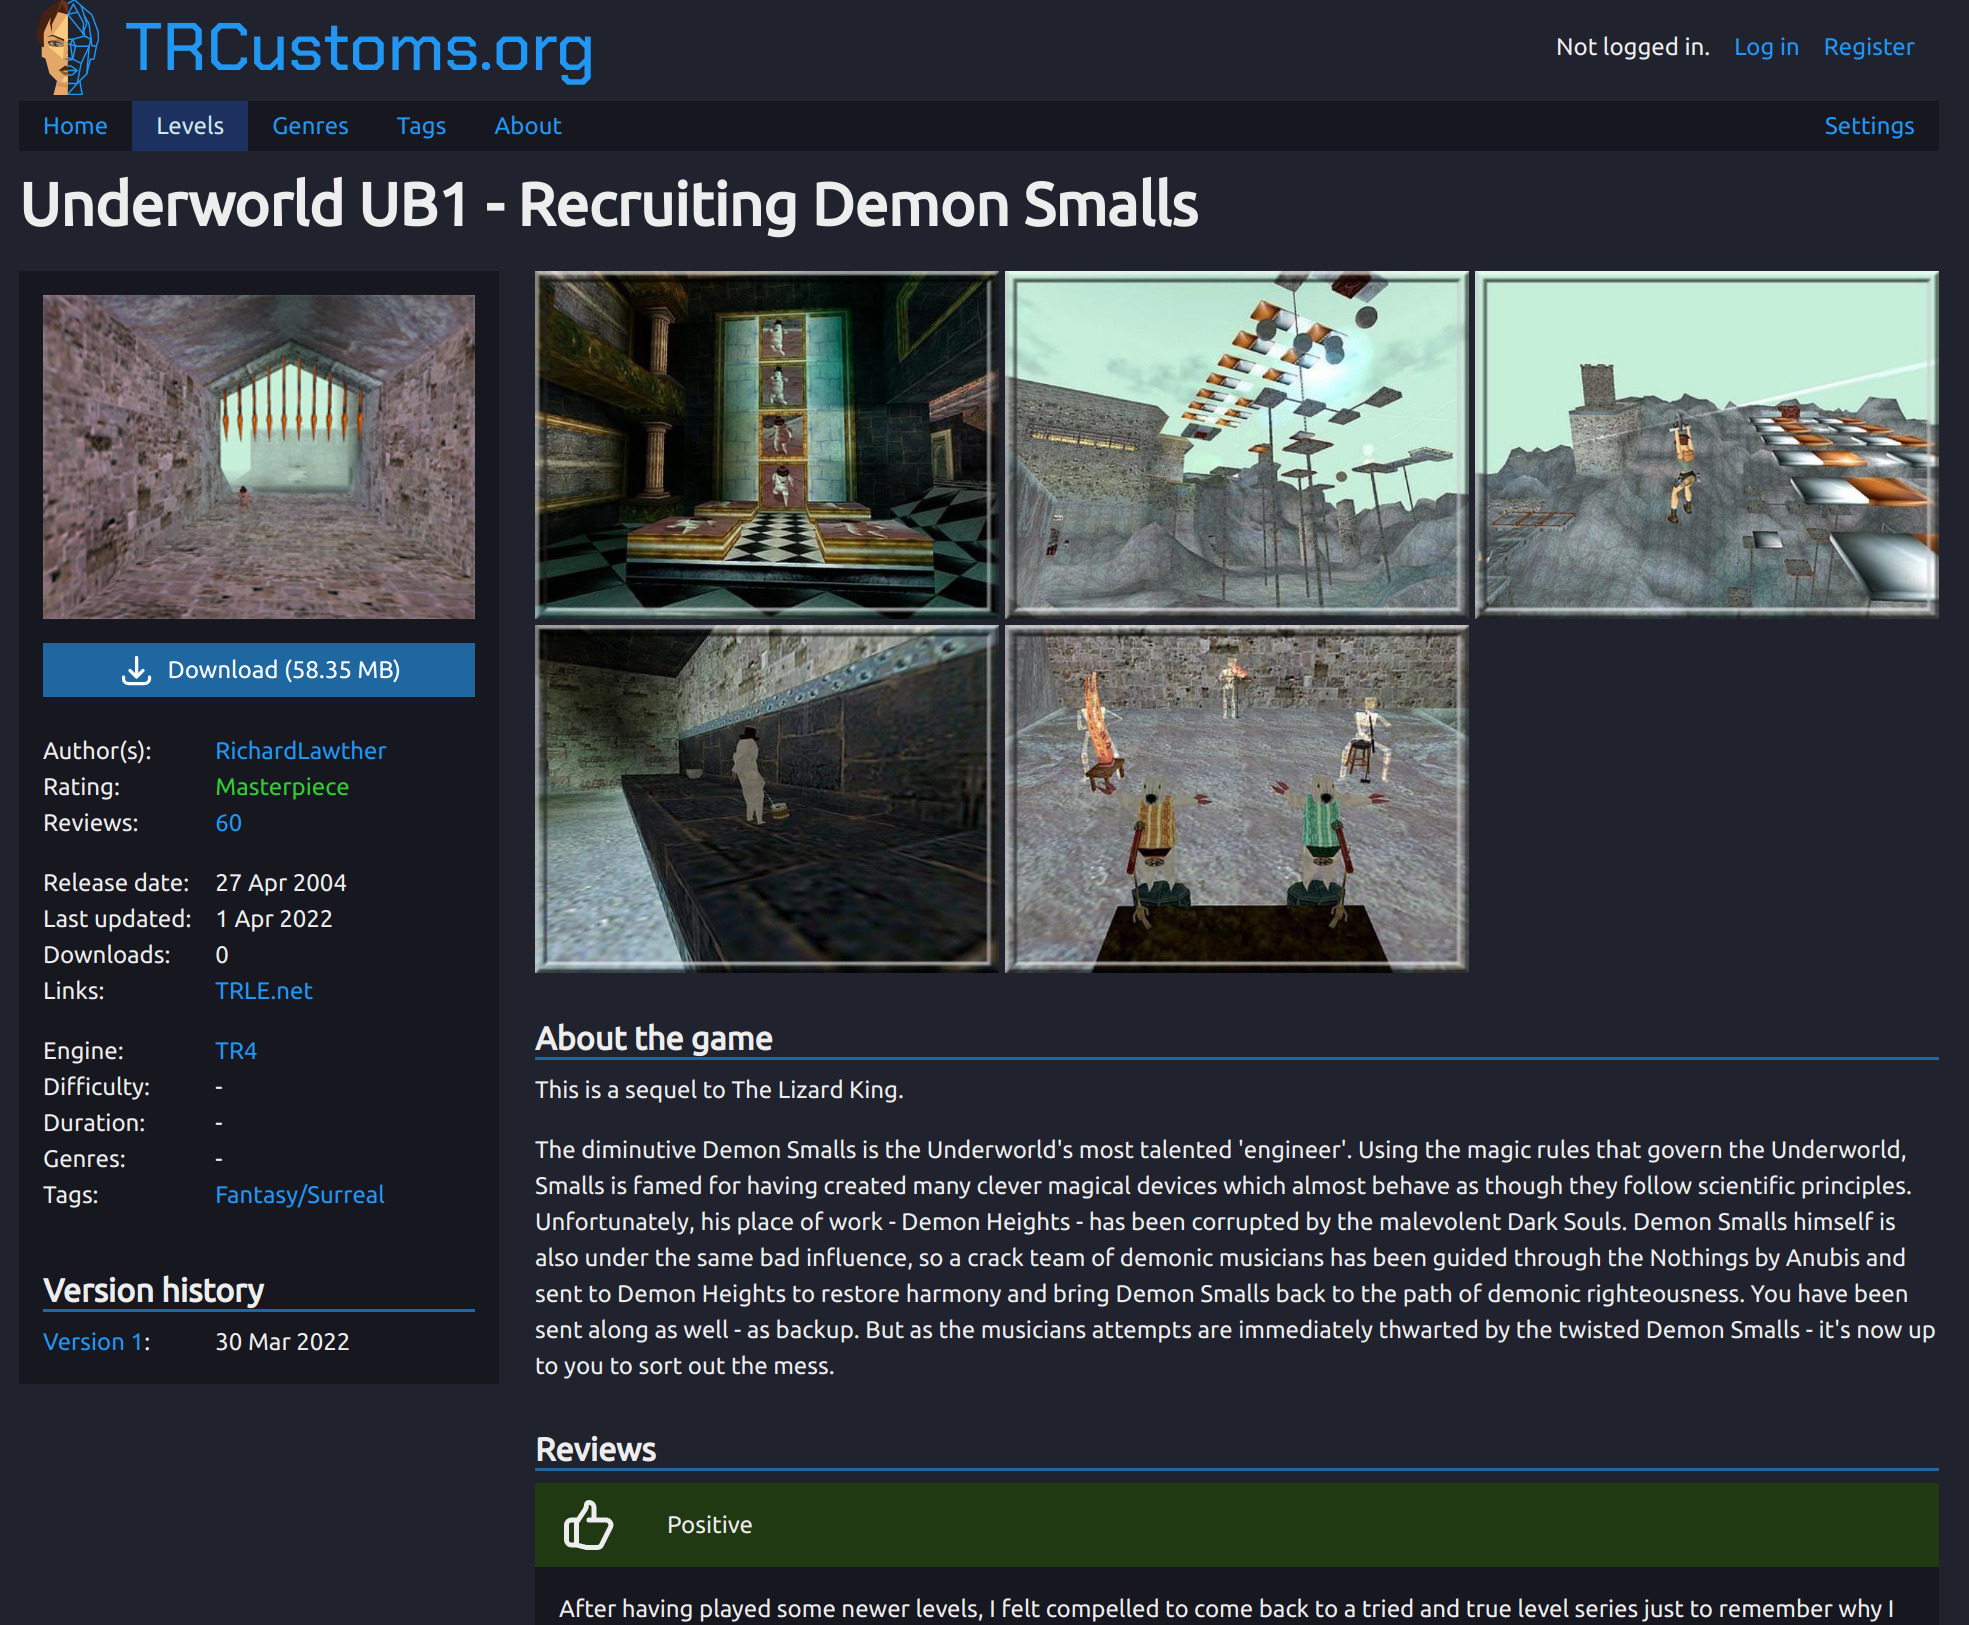 TRCustoms.org
Not logged in. Log in Register
Home Levels Genres Tags About Settings
Underworld UB1 - Recruiting Demon Smalls
Download (58.35 MB)
Author(s): RichardLawther
Rating: Masterpiece
Reviews: 60
Release date: 27 Apr 2004
Last updated: 1 Apr 2022
Downloads: 0
Links: TRLE.net
Engine: TR4
Difficulty: -
Duration: -
Genres: -
Tags: Fantasy/Surreal
Version history
Version 1: 30 Mar 2022
About the game
This is a sequel to The Lizard King.
The diminutive Demon Smalls is the Underworld's most talented 'engineer'. Using the magic rules that govern the Underworld,
Smalls is famed for having created many clever magical devices which almost behave as though they follow scientific principles.
Unfortunately, his place of work - Demon Heights - has been corrupted by the malevolent Dark Souls. Demon Smalls himself is
also under the same bad influence, so a crack team of demonic musicians has been guided through the Nothings by Anubis and
sent to Demon Heights to restore harmony and bring Demon Smalls back to the path of demonic righteousness. You have been
sent along as well - as backup. But as the musicians attempts are immediately thwarted by the twisted Demon Smalls - it's now up
to you to sort out the mess.
Reviews
Positive
After having played some newer levels, I felt compelled to come back to a tried and true level series just to remember why I